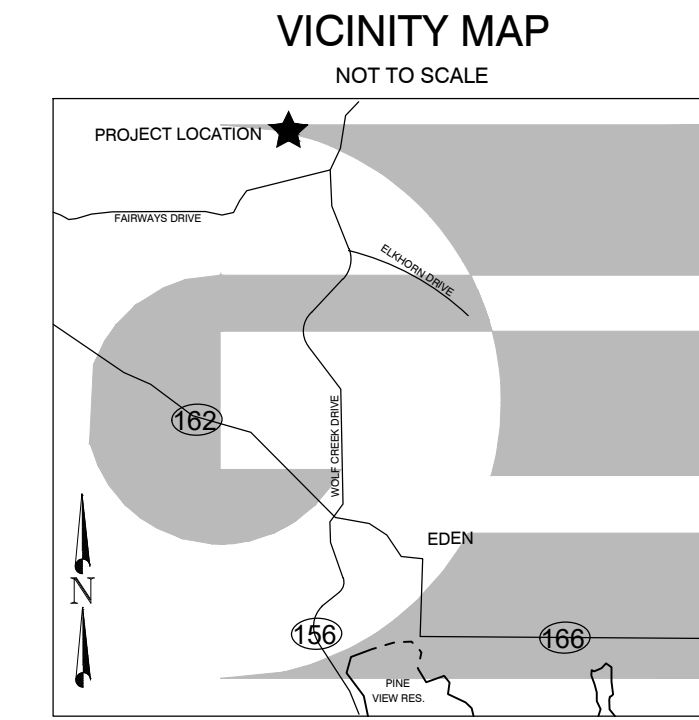 VICINITY MAP
NOT TO SCALE
PROJECT LOCATION
FAIRWAYS DRIVE
ELKHORN DRIVE
162
WOLF CREEK DRIVE
EDEN
N
156
166
PINE
VIEW RES.